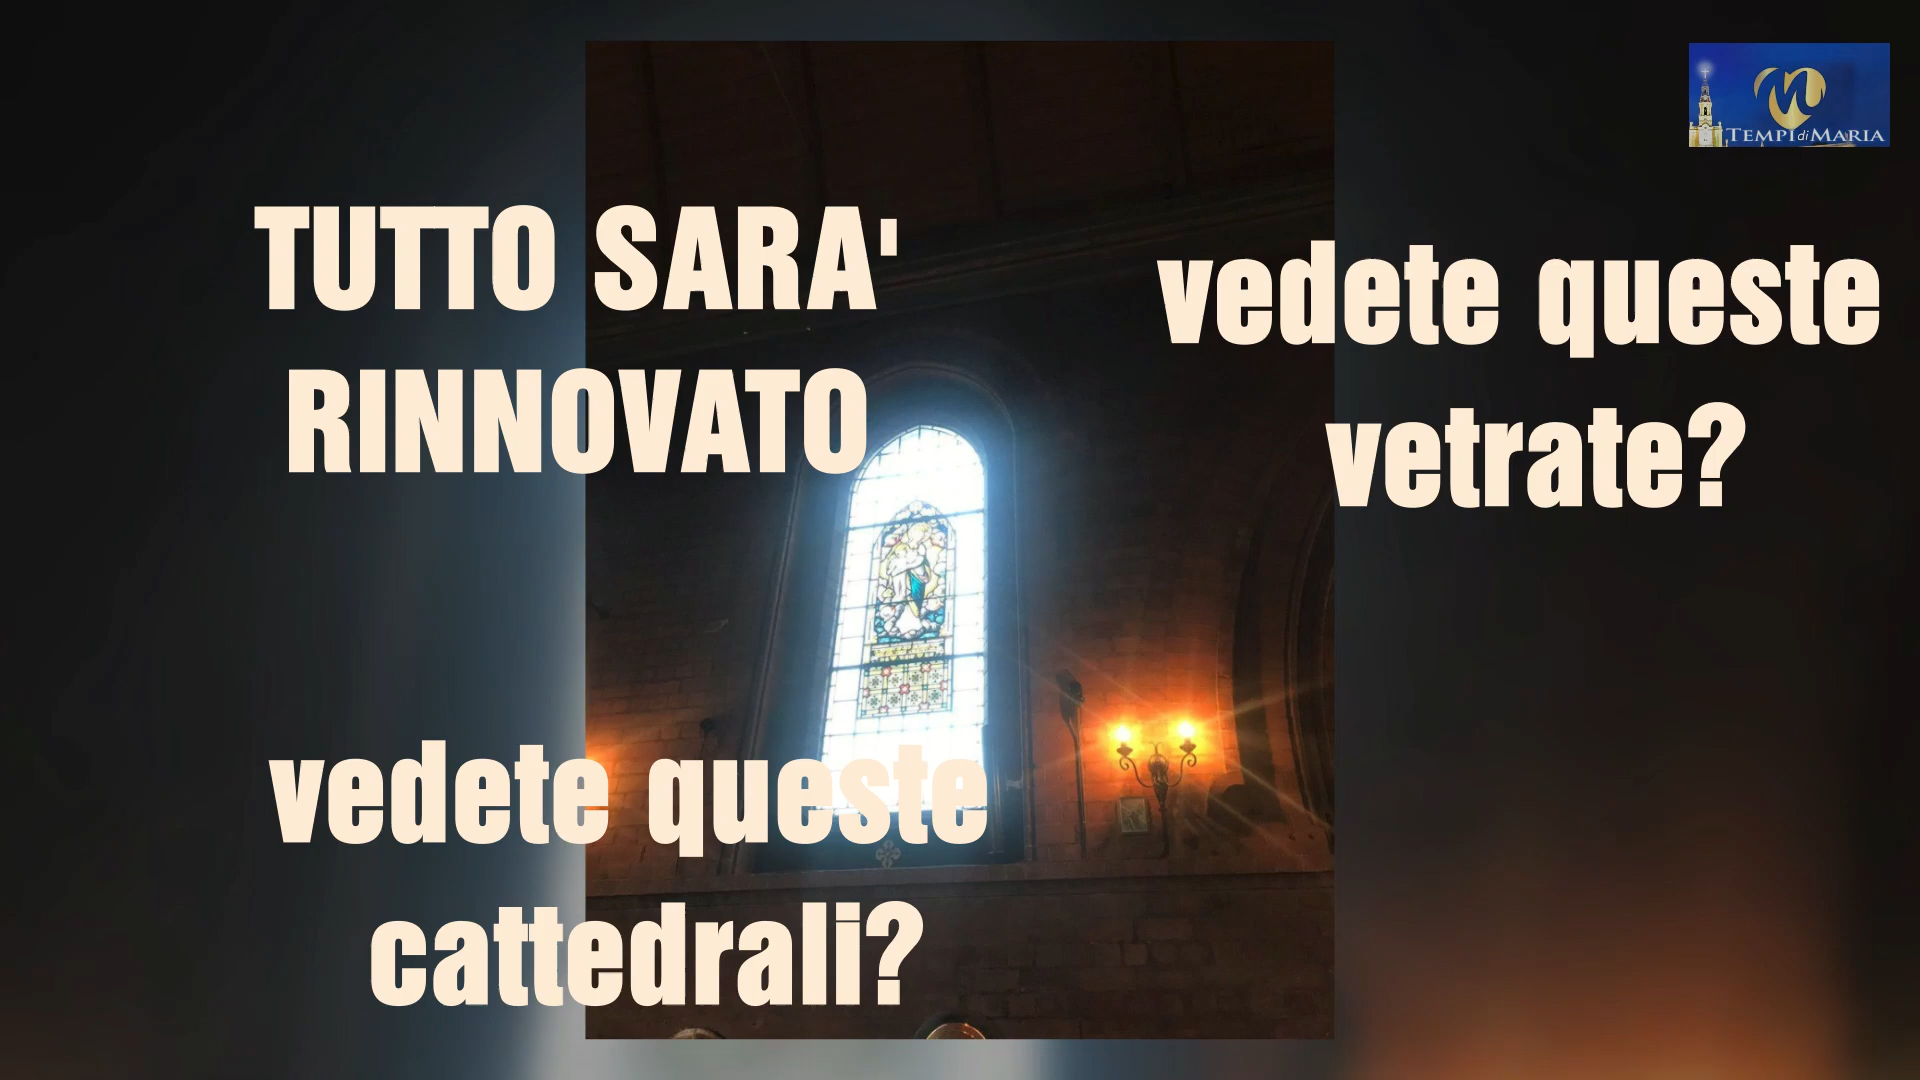 TUTTO SARA'
RINNOVATO
vedete queste
vetrate?
vedete queste
cattedrali?
TEMPI di MARIA